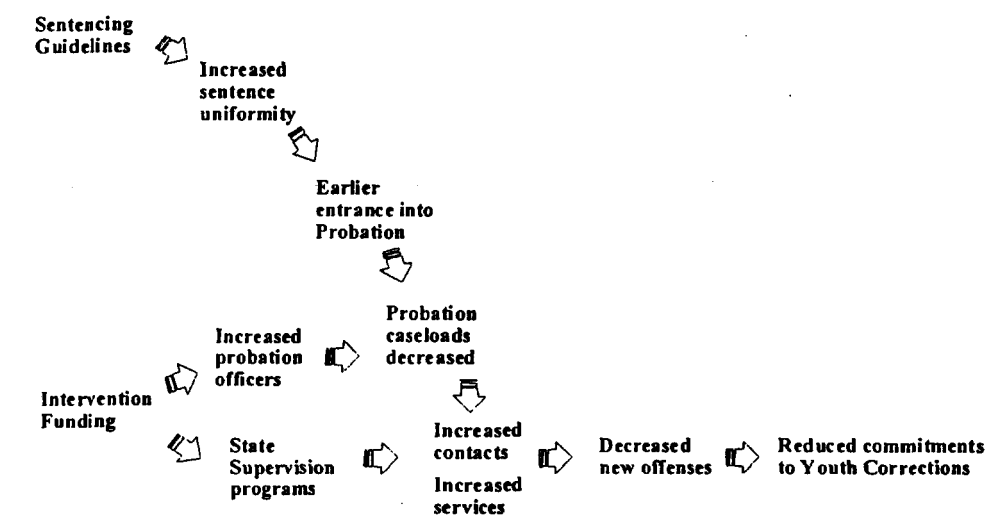 Sentencing
Guidelines
Increased
sentence
uniformity
Earlier
entrance into
Probation
Probation
caseloads
decreased
Increased
probation
officers
Intervention
Funding
State
Supervision
programs
Increased
contacts
Increased
services
Decreased
new offenses
Reduced commitments
to Youth Corrections